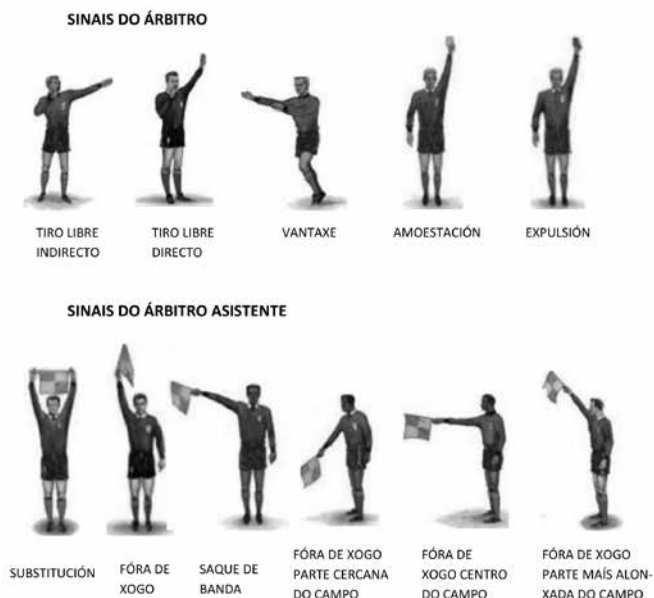 SINAIS DO ÁRBITRO
TIRO LIBRE
INDIRECTO
TIRO LIBRE
DIRECTO
VANTAXE
AMOESTACIÓN
EXPULSIÓN
SINAIS DO ÁRBITRO ASISTENTE
SUBSTITUCIÓN
FÓRA DE
XOGO
SAQUE DE
BANDA
FÓRA DE XOGO
PARTE CERCANA
DO CAMPO
FÓRA DE
XOGO CENTRO
DO CAMPO
FÓRA DE XOGO
PARTE MAÍS ALON-
XADA DO CAMPO